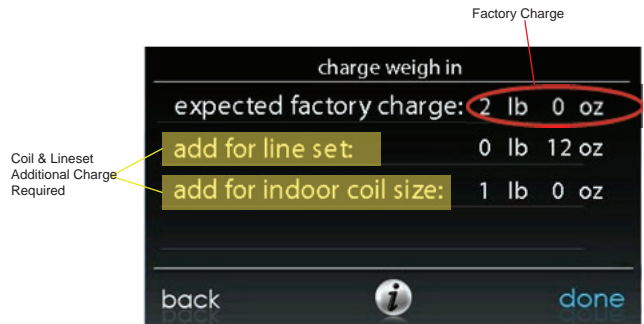 Factory Charge
charge weigh in
expected factory charge: 2 lb 0 oz
add for line set: 0 lb 12 oz
add for indoor coil size: 1 lb 0 oz
Coil & Lineset
Additional Charge
Required
back i done